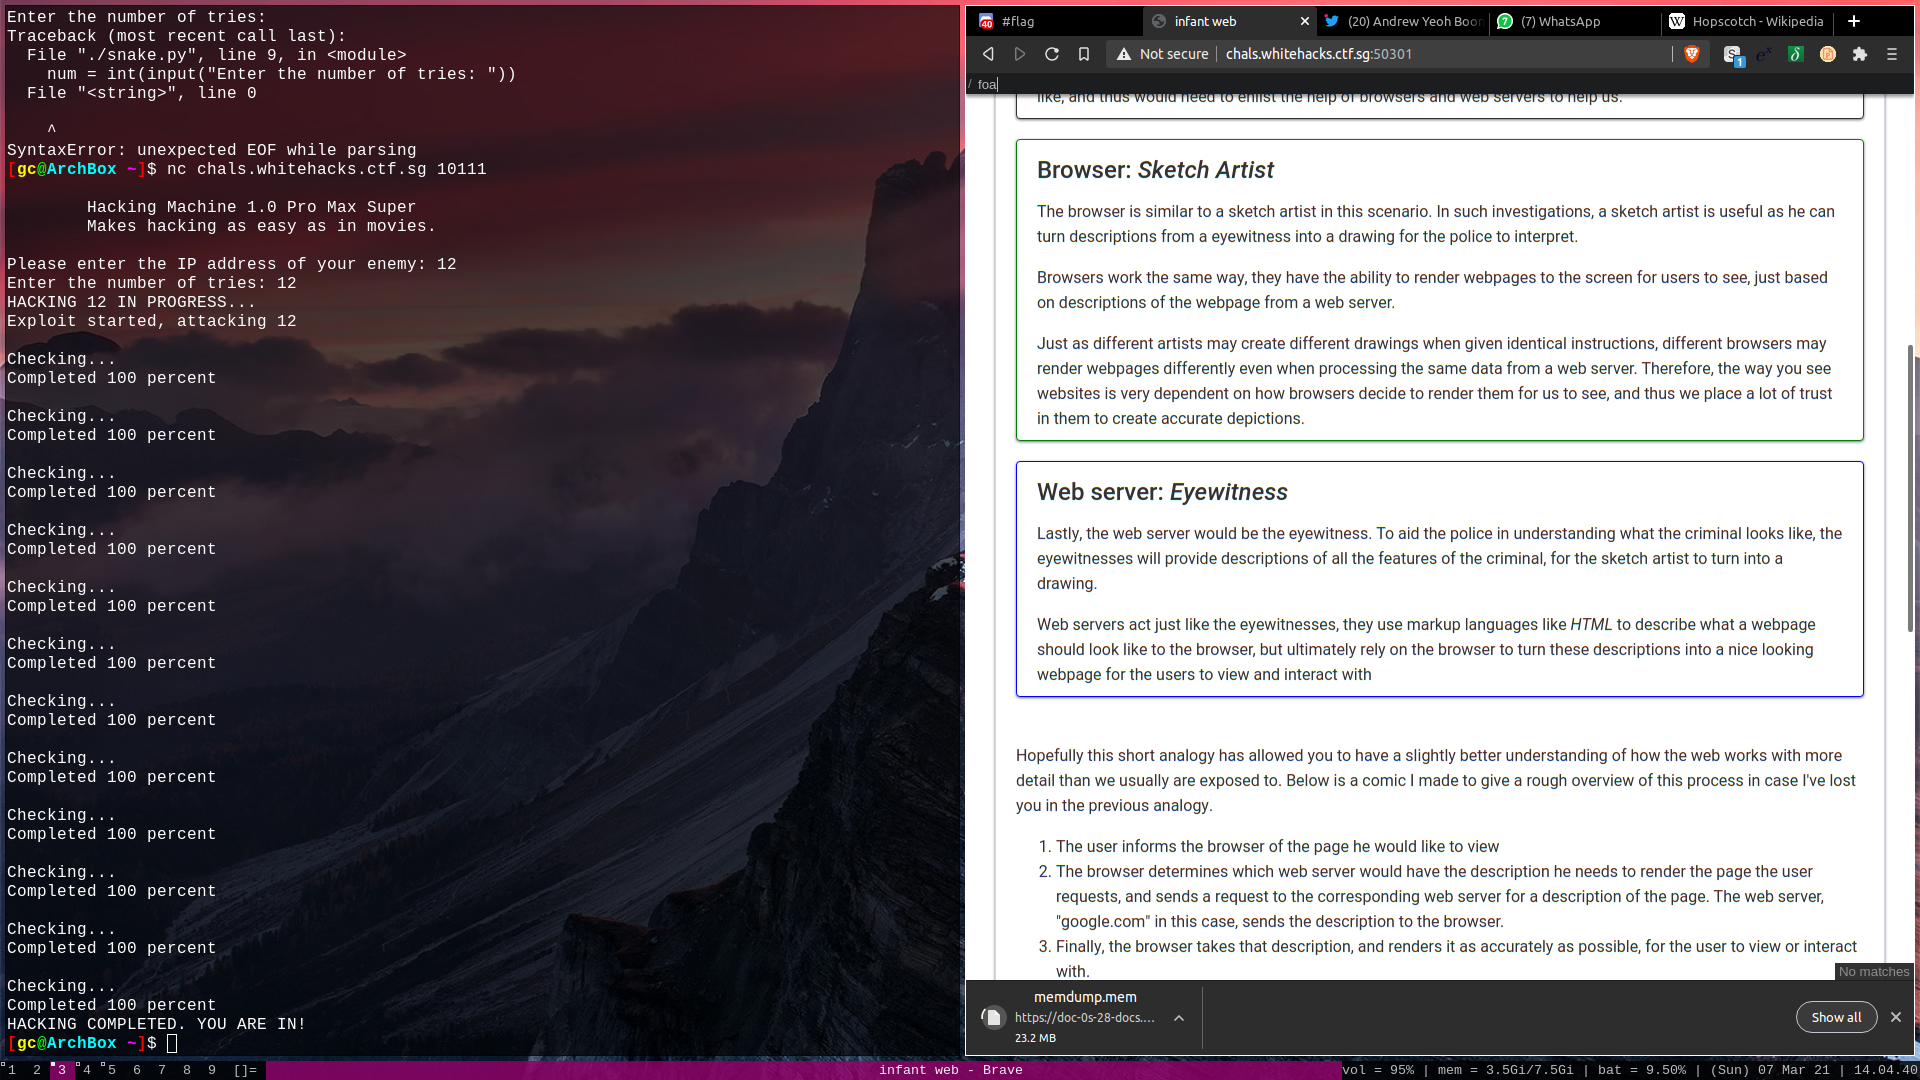 Enter the number of tries:
Traceback (most recent call last):
  File "./snake.py", line 9, in <module>
    num = int(input("Enter the number of tries: "))
  File "<string>", line 0
    ^
SyntaxError: unexpected EOF while parsing
[gc@ArchBox ~]$ nc chals.whitehacks.ctf.sg 10111
Hacking Machine 1.0 Pro Max Super
Makes hacking as easy as in movies.
Please enter the IP address of your enemy: 12
Enter the number of tries: 12
HACKING 12 IN PROGRESS...
Exploit started, attacking 12
Checking...
Completed 100 percent
Checking...
Completed 100 percent
Checking...
Completed 100 percent
Checking...
Completed 100 percent
Checking...
Completed 100 percent
Checking...
Completed 100 percent
Checking...
Completed 100 percent
Checking...
Completed 100 percent
Checking...
Completed 100 percent
Checking...
Completed 100 percent
Checking...
Completed 100 percent
Checking...
Completed 100 percent
HACKING COMPLETED. YOU ARE IN!
[gc@ArchBox ~]$
40 #flag
infant web
(20) Andrew Yeoh Boon
7 (7) WhatsApp
W Hopscotch - Wikipedia
Not secure | chals.whitehacks.ctf.sg:50301
S 1
/ foa
like, and thus would need to enlist the help of browsers and web servers to help us.
Browser: Sketch Artist
The browser is similar to a sketch artist in this scenario. In such investigations, a sketch artist is useful as he can
turn descriptions from a eyewitness into a drawing for the police to interpret.
Browsers work the same way, they have the ability to render webpages to the screen for users to see, just based
on descriptions of the webpage from a web server.
Just as different artists may create different drawings when given identical instructions, different browsers may
render webpages differently even when processing the same data from a web server. Therefore, the way you see
websites is very dependent on how browsers decide to render them for us to see, and thus we place a lot of trust
in them to create accurate depictions.
Web server: Eyewitness
Lastly, the web server would be the eyewitness. To aid the police in understanding what the criminal looks like, the
eyewitnesses will provide descriptions of all the features of the criminal, for the sketch artist to turn into a
drawing.
Web servers act just like the eyewitnesses, they use markup languages like HTML to describe what a webpage
should look like to the browser, but ultimately rely on the browser to turn these descriptions into a nice looking
webpage for the users to view and interact with
Hopefully this short analogy has allowed you to have a slightly better understanding of how the web works with more
detail than we usually are exposed to. Below is a comic I made to give a rough overview of this process in case I've lost
you in the previous analogy.
1. The user informs the browser of the page he would like to view
2. The browser determines which web server would have the description he needs to render the page the user
requests, and sends a request to the corresponding web server for a description of the page. The web server,
"google.com" in this case, sends the description to the browser.
3. Finally, the browser takes that description, and renders it as accurately as possible, for the user to view or interact
with.
No matches
memdump.mem
https://doc-0s-28-docs....
23.2 MB
Show all
1 2 3 4 5 6 7 8 9 []= infant web - Brave vol = 95% | mem = 3.5Gi/7.5Gi | bat = 9.50% | (Sun) 07 Mar 21 | 14.04.40